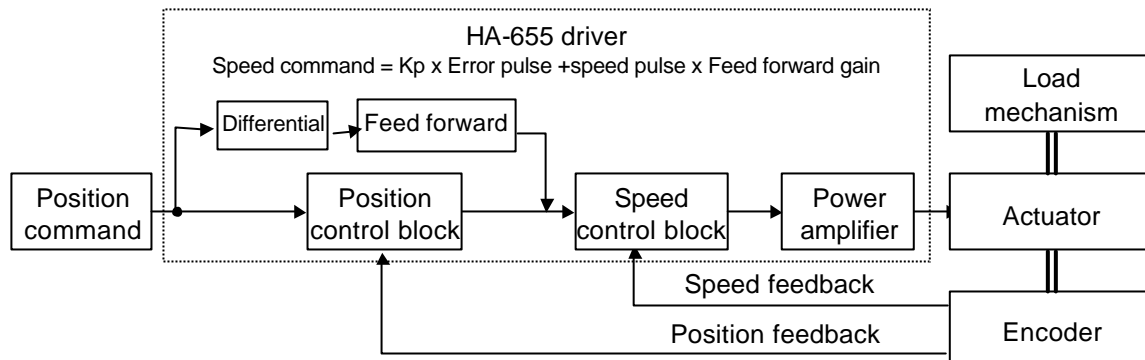 HA-655 driver
Speed command = Kp x Error pulse +speed pulse x Feed forward gain
Load
mechanism
Differential
Feed forward
Position
command
Position
control block
Speed
control block
Power
amplifier
Actuator
Speed feedback
Position feedback
Encoder